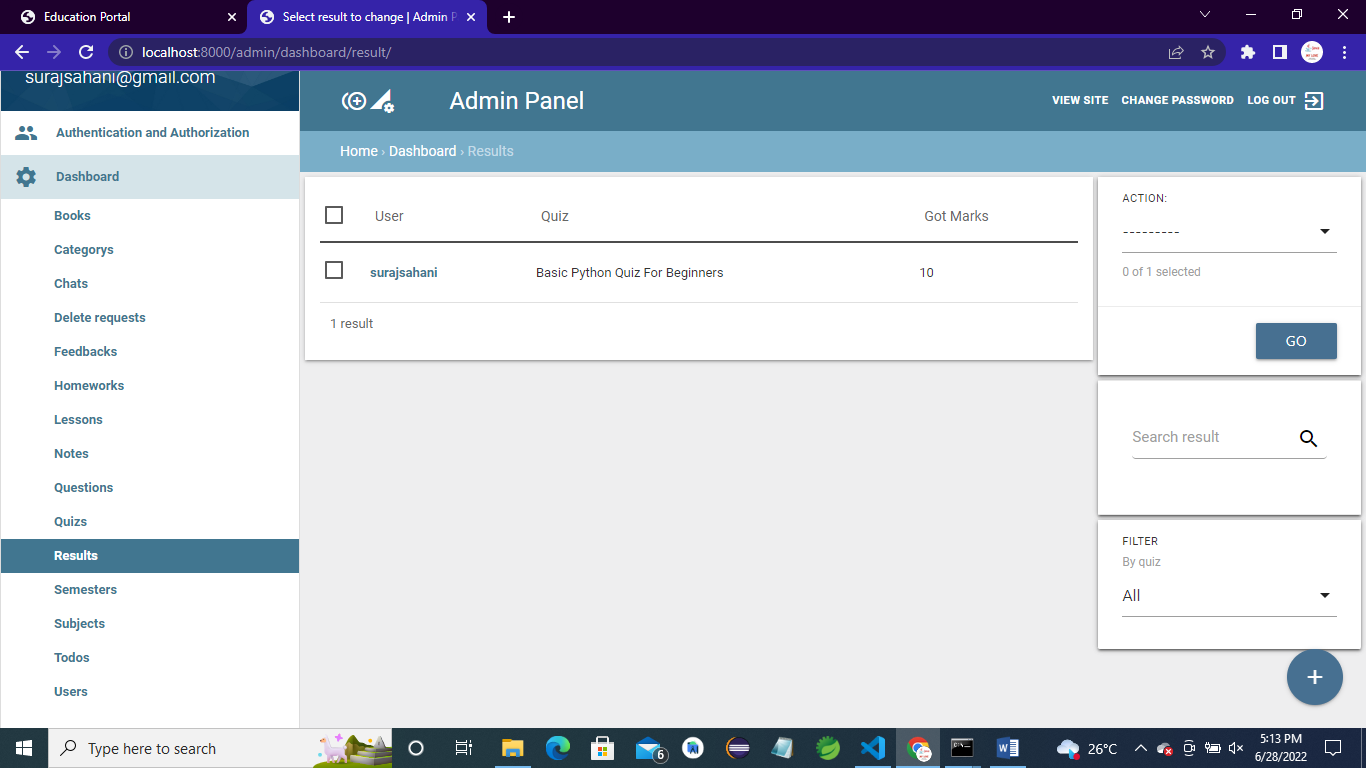 Education Portal
Select result to change | Admin P
localhost:8000/admin/dashboard/result/
surajsahani@gmail.com
Admin Panel
VIEW SITE CHANGE PASSWORD LOG OUT
Authentication and Authorization
Home › Dashboard › Results
Dashboard
Books
Categorys
Chats
Delete requests
Feedbacks
Homeworks
Lessons
Notes
Questions
Quizs
Results
Semesters
Subjects
Todos
Users
User Quiz Got Marks
surajsahani Basic Python Quiz For Beginners 10
1 result
ACTION:
---------
0 of 1 selected
GO
Search result
FILTER
By quiz
All
+
Type here to search
6
26°C
5:13 PM
6/28/2022